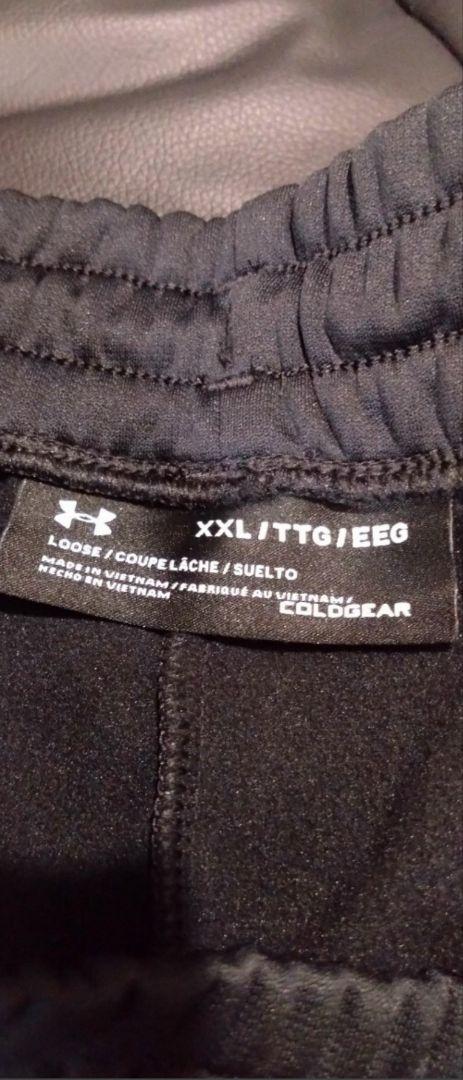 XXL/TTG/EEG
LOOSE/COUPE LÂCHE/SUELTO
MADE IN VIETNAM/FABRIQUÉ AU VIETNAM/
HECHO EN VIETNAM
COLDGEAR